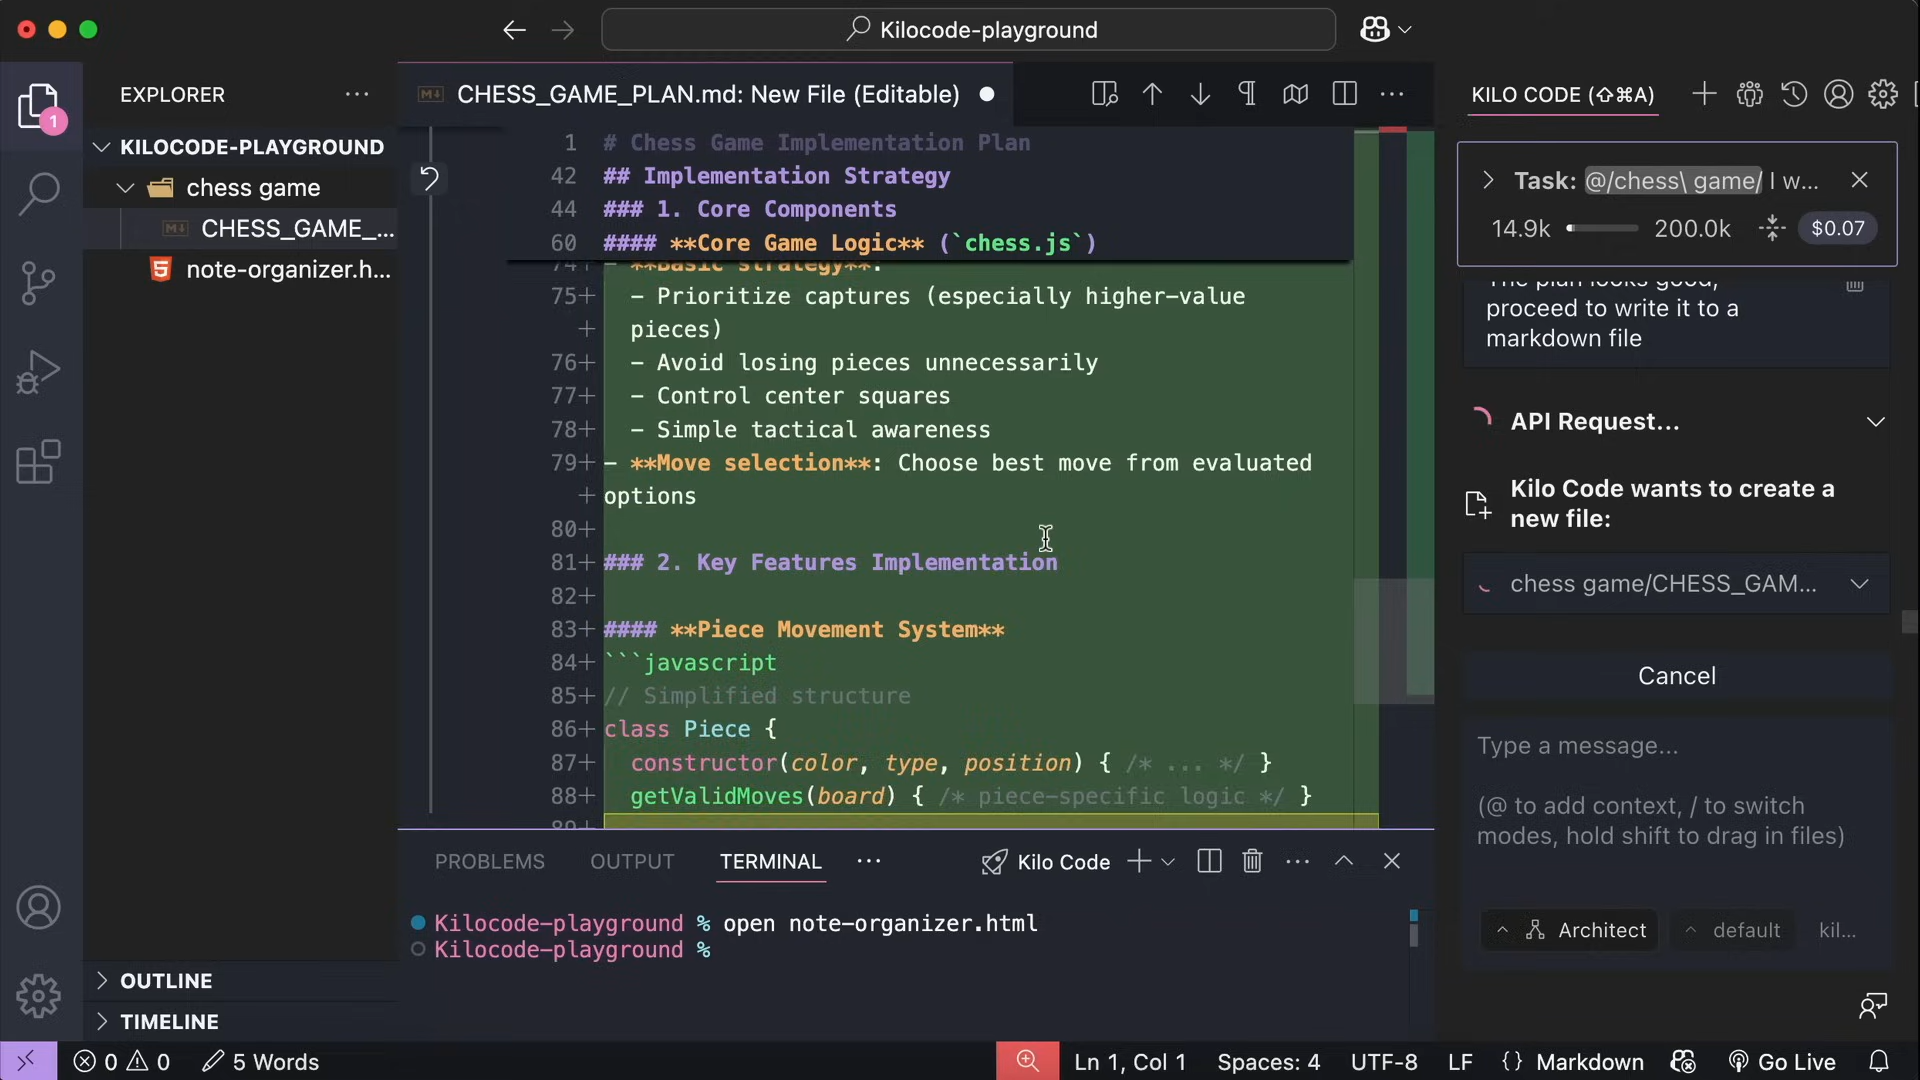 Kilocode-playground
EXPLORER
KILOCODE-PLAYGROUND
chess game
CHESS_GAME_...
note-organizer.h...
1
OUTLINE
TIMELINE
CHESS_GAME_PLAN.md: New File (Editable)
1 # Chess Game Implementation Plan
42 ## Implementation Strategy
44 ### 1. Core Components
60 #### **Core Game Logic** (`chess.js`)
74+ - **Basic strategy**:
75+ - Prioritize captures (especially higher-value
+ pieces)
76+ - Avoid losing pieces unnecessarily
77+ - Control center squares
78+ - Simple tactical awareness
79+ - **Move selection**: Choose best move from evaluated
+ options
80+
81+ ### 2. Key Features Implementation
82+
83+ #### **Piece Movement System**
84+ ```javascript
85+ // Simplified structure
86+ class Piece {
87+ constructor(color, type, position) { /* ... */ }
88+ getValidMoves(board) { /* piece-specific logic */ }
89+
PROBLEMS OUTPUT TERMINAL
Kilo Code
Kilocode-playground % open note-organizer.html
Kilocode-playground %
KILO CODE (⇧⌘A)
Task: @/chess\ game/ I w...
14.9k 200.0k $0.07
The plan looks good,
proceed to write it to a
markdown file
API Request...
Kilo Code wants to create a
new file:
chess game/CHESS_GAM...
Cancel
Type a message...
(@ to add context, / to switch
modes, hold shift to drag in files)
Architect default kil...
0 0 5 Words Ln 1, Col 1 Spaces: 4 UTF-8 LF {} Markdown Go Live